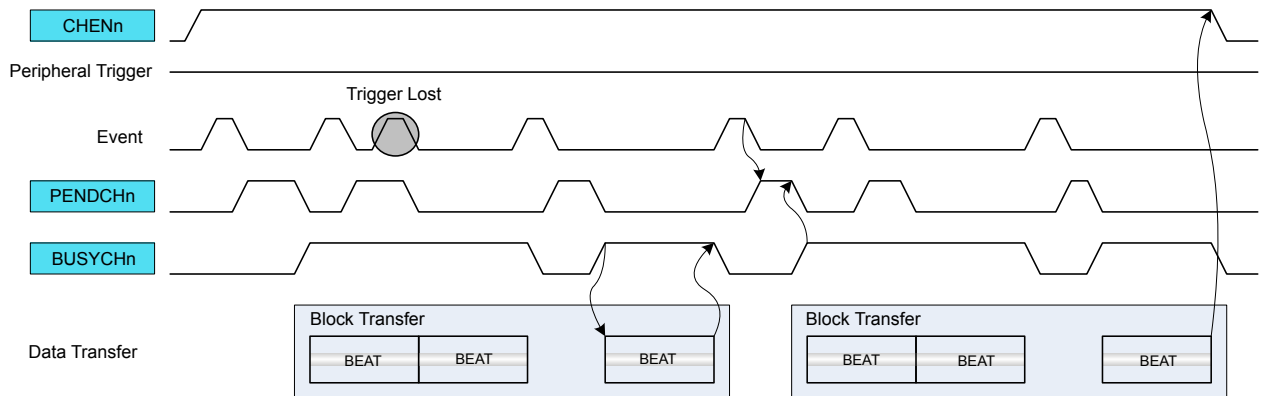 CHENn
Peripheral Trigger
Trigger Lost
Event
PENDCHn
BUSYCHn
Block Transfer
Block Transfer
Data Transfer
BEAT
BEAT
BEAT
BEAT
BEAT
BEAT